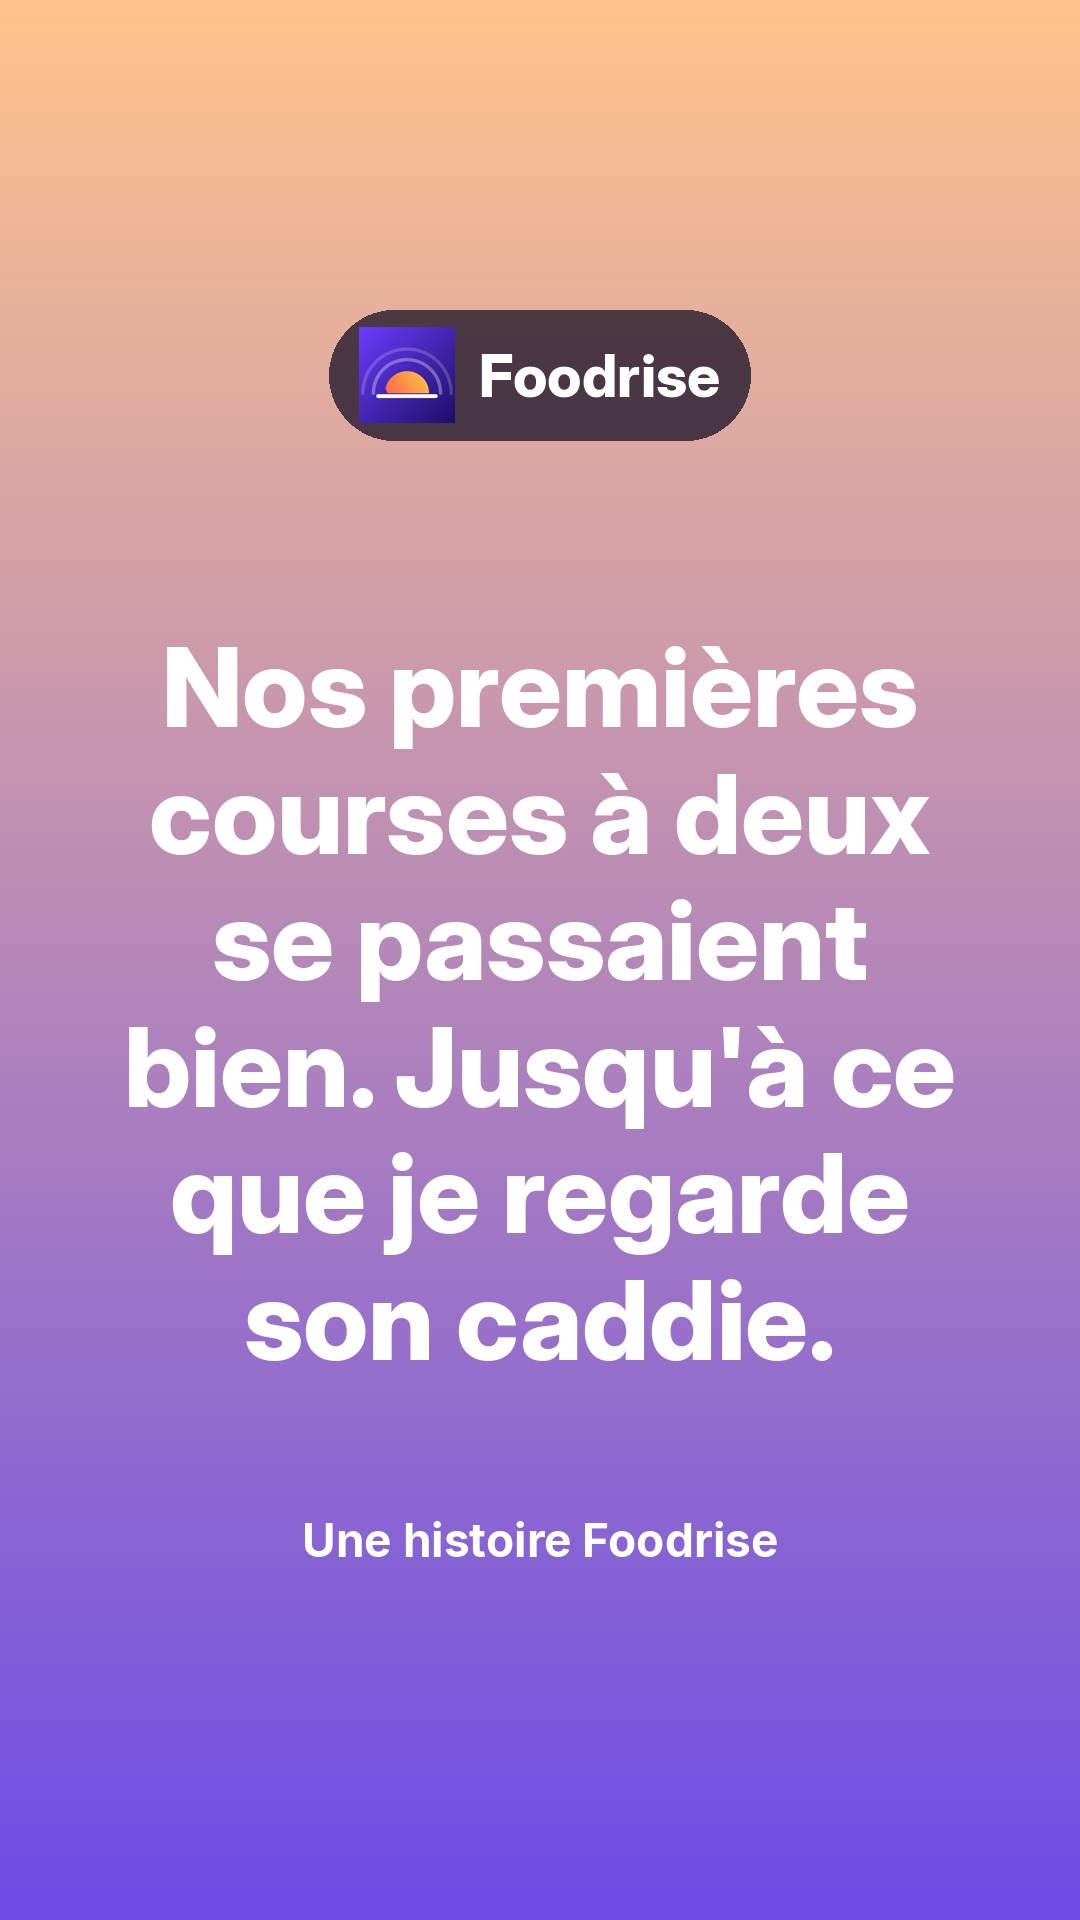 Foodrise
Nos premières
courses à deux
se passaient
bien. Jusqu'à ce
que je regarde
son caddie.
Une histoire Foodrise